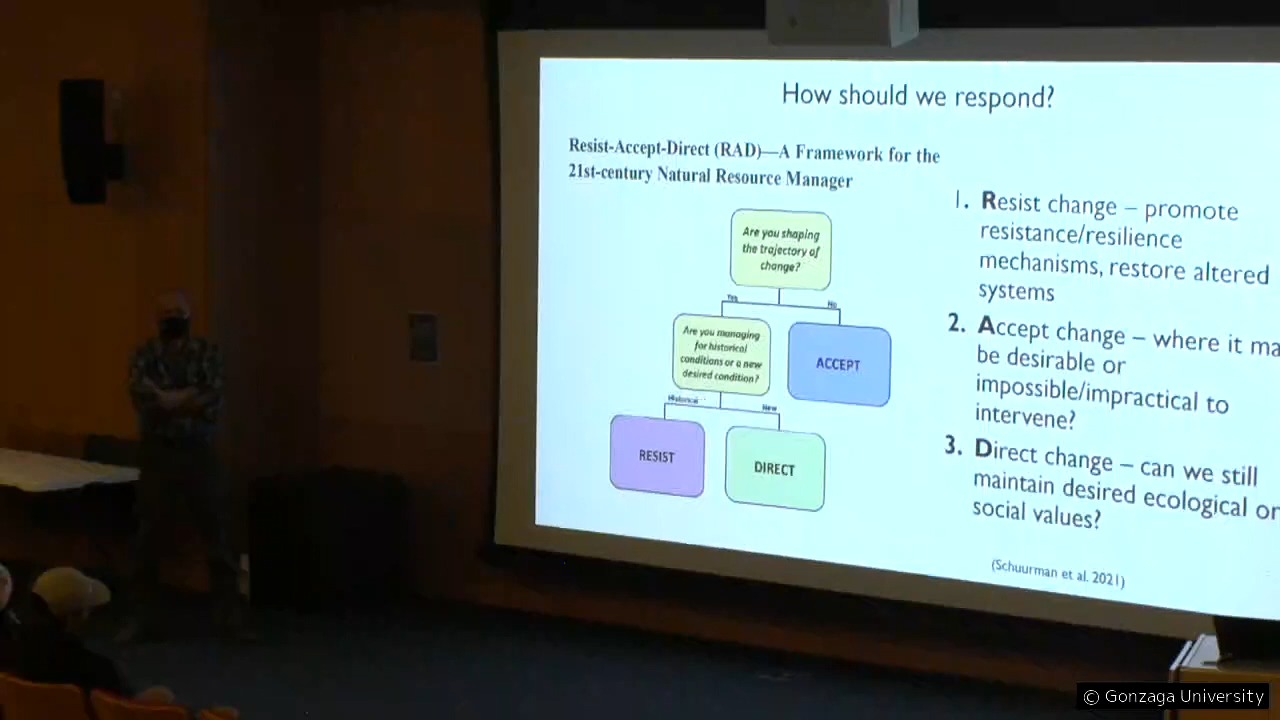 How should we respond?
Resist-Accept-Direct (RAD)—A Framework for the
21st-century Natural Resource Manager
Are you shaping
the trajectory of
change?
Yes
No
Are you managing
for historical
conditions or a new
desired condition?
ACCEPT
Historical
New
RESIST
DIRECT
1. Resist change – promote
resistance/resilience
mechanisms, restore altered
systems
2. Accept change – where it ma
be desirable or
impossible/impractical to
intervene?
3. Direct change – can we still
maintain desired ecological or
social values?
(Schuurman et al. 2021)
© Gonzaga University